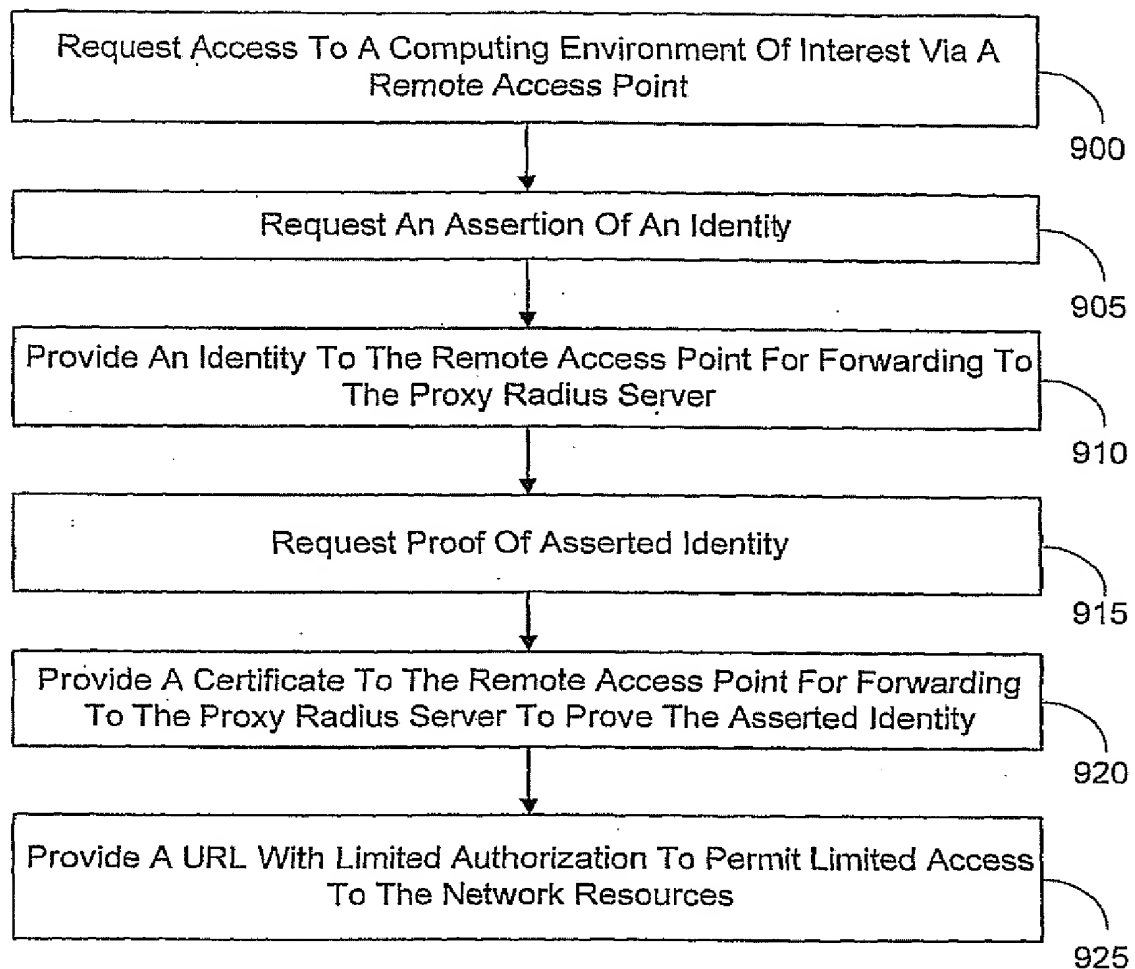 Request Access To A Computing Environment Of Interest Via A
Remote Access Point
900
Request An Assertion Of An Identity
905
Provide An Identity To The Remote Access Point For Forwarding To
The Proxy Radius Server
910
Request Proof Of Asserted Identity
915
Provide A Certificate To The Remote Access Point For Forwarding
To The Proxy Radius Server To Prove The Asserted Identity
920
Provide A URL With Limited Authorization To Permit Limited Access
To The Network Resources
925